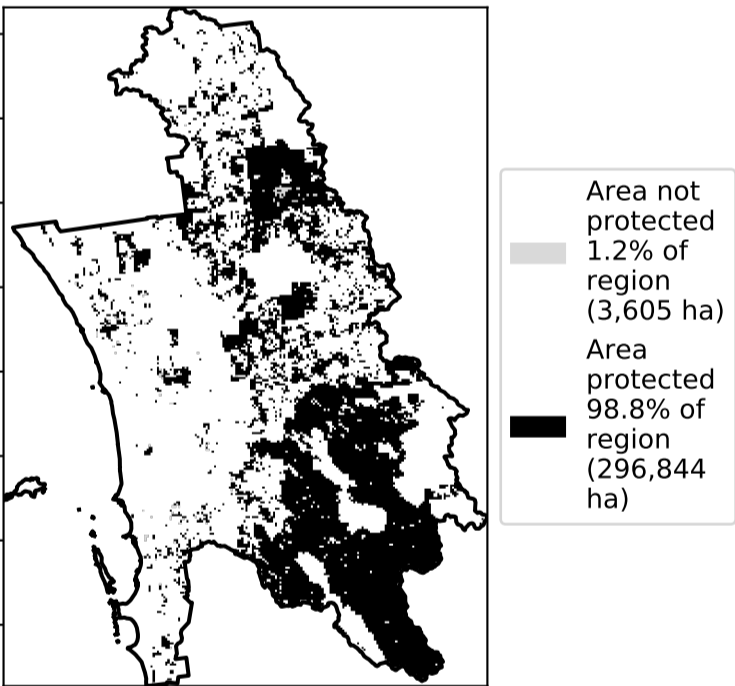 Area not
protected
1.2% of
region
(3,605 ha)
Area
protected
98.8% of
region
(296,844
ha)